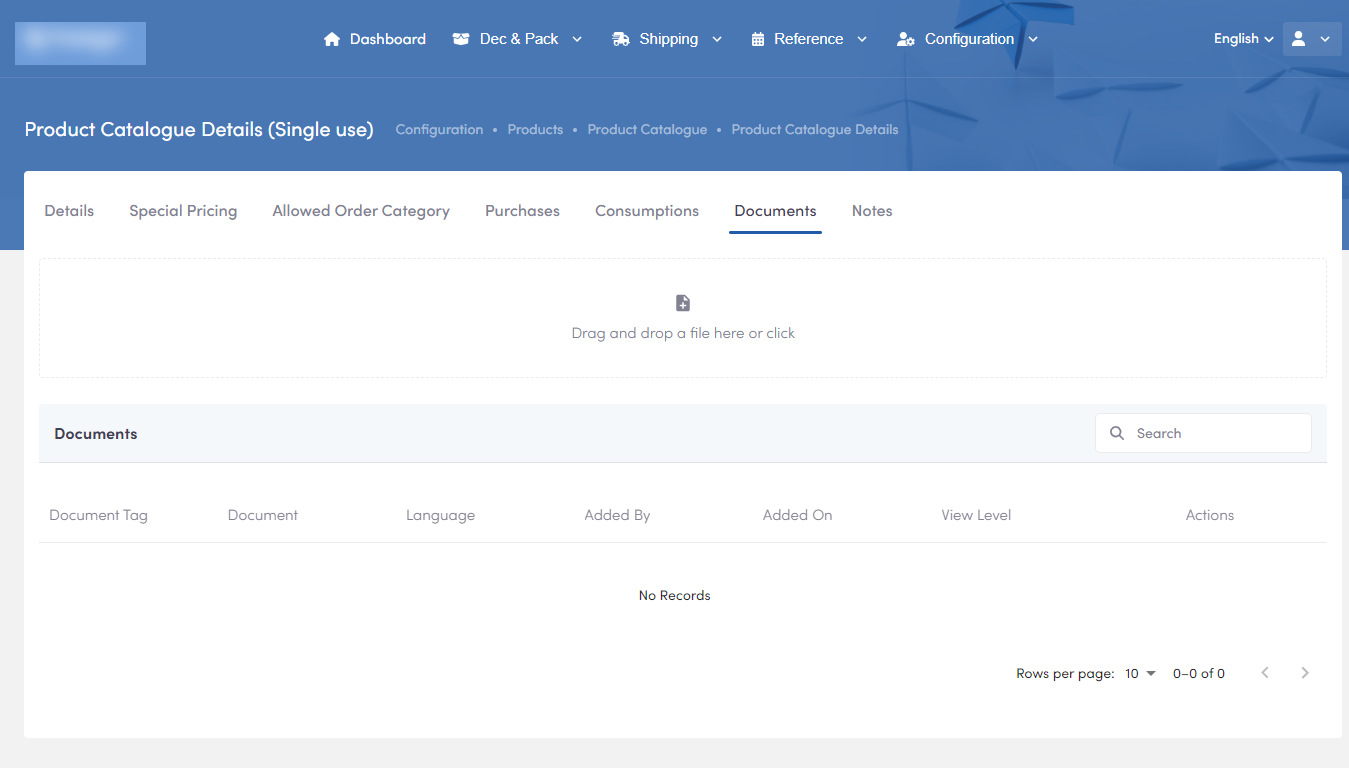 Dashboard Dec & Pack Shipping Reference Configuration English
Product Catalogue Details (Single use) Configuration • Products • Product Catalogue • Product Catalogue Details
Details Special Pricing Allowed Order Category Purchases Consumptions Documents Notes
Drag and drop a file here or click
Documents Search
Document Tag Document Language Added By Added On View Level Actions
No Records
Rows per page: 10 0–0 of 0